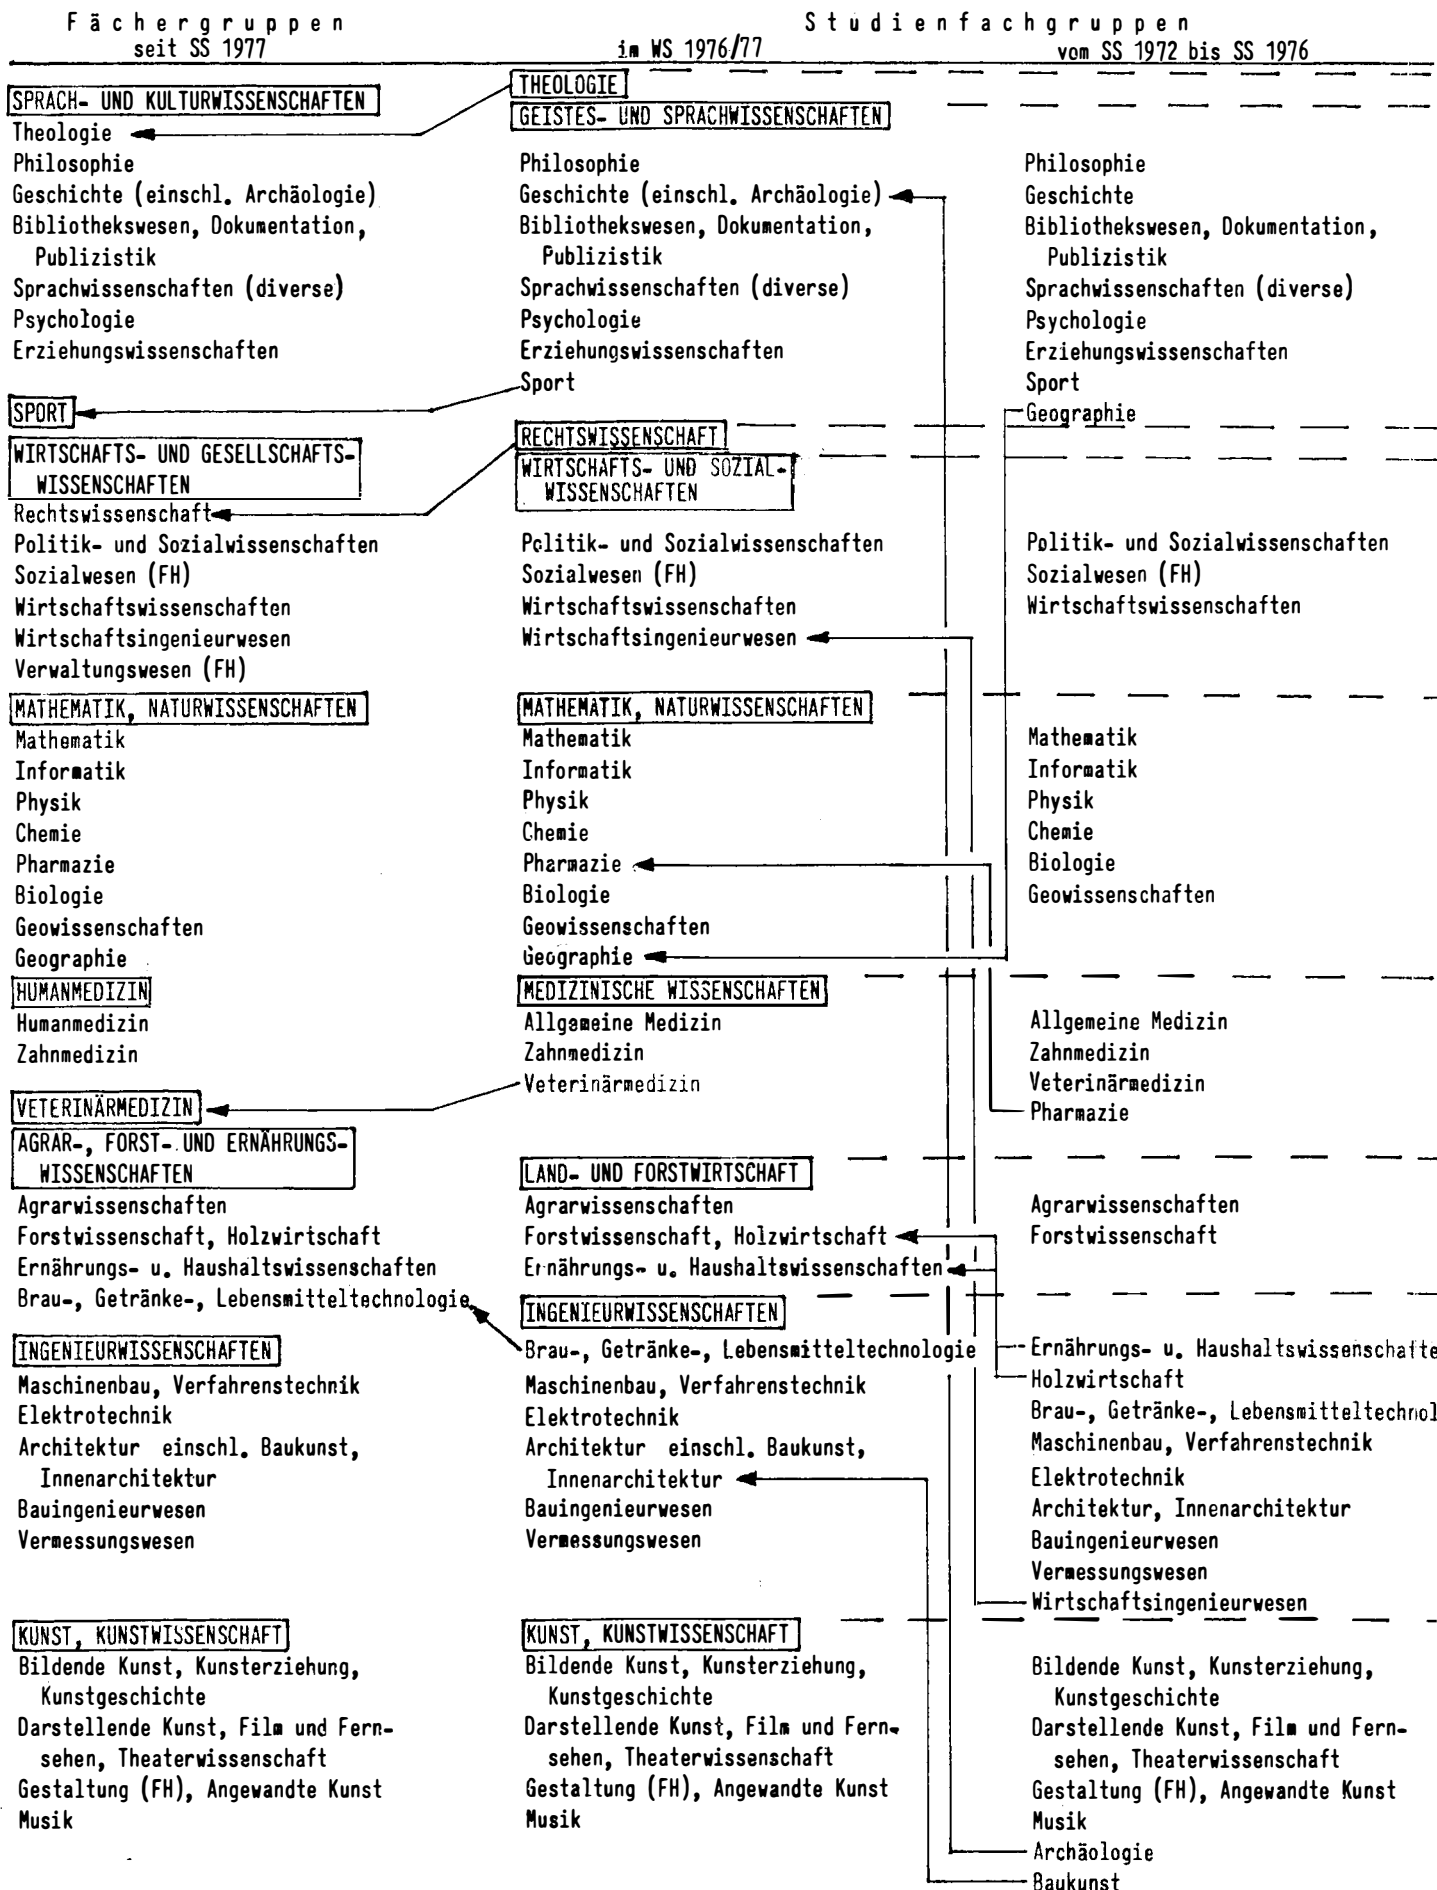 Fächergruppen
seit SS 1977
SPRACH- UND KULTURWISSENSCHAFTEN
Theologie
Philosophie
Geschichte (einschl. Archäologie)
Bibliothekswesen, Dokumentation,
Publizistik
Sprachwissenschaften (diverse)
Psychologie
Erziehungswissenschaften
SPORT
WIRTSCHAFTS- UND GESELLSCHAFTS-
WISSENSCHAFTEN
Rechtswissenschaft
Politik- und Sozialwissenschaften
Sozialwesen (FH)
Wirtschaftswissenschaften
Wirtschaftsingenieurwesen
Verwaltungswesen (FH)
MATHEMATIK, NATURWISSENSCHAFTEN
Mathematik
Informatik
Physik
Chemie
Pharmazie
Biologie
Geowissenschaften
Geographie
HUMANMEDIZIN
Humanmedizin
Zahnmedizin
VETERINÄRMEDIZIN
AGRAR-, FORST- UND ERNÄHRUNGS-
WISSENSCHAFTEN
Agrarwissenschaften
Forstwissenschaft, Holzwirtschaft
Ernährungs- u. Haushaltswissenschaften
Brau-, Getränke-, Lebensmitteltechnologie
INGENIEURWISSENSCHAFTEN
Maschinenbau, Verfahrenstechnik
Elektrotechnik
Architektur einschl. Baukunst,
Innenarchitektur
Bauingenieurwesen
Vermessungswesen
KUNST, KUNSTWISSENSCHAFT
Bildende Kunst, Kunsterziehung,
Kunstgeschichte
Darstellende Kunst, Film und Fern-
sehen, Theaterwissenschaft
Gestaltung (FH), Angewandte Kunst
Musik
Studienfachgruppen
im WS 1976/77
THEOLOGIE
GEISTES- UND SPRACHWISSENSCHAFTEN
Philosophie
Geschichte (einschl. Archäologie)
Bibliothekswesen, Dokumentation,
Publizistik
Sprachwissenschaften (diverse)
Psychologie
Erziehungswissenschaften
Sport
RECHTSWISSENSCHAFT
WIRTSCHAFTS- UND SOZIAL-
WISSENSCHAFTEN
Politik- und Sozialwissenschaften
Sozialwesen (FH)
Wirtschaftswissenschaften
Wirtschaftsingenieurwesen
MATHEMATIK, NATURWISSENSCHAFTEN
Mathematik
Informatik
Physik
Chemie
Pharmazie
Biologie
Geowissenschaften
Geographie
MEDIZINISCHE WISSENSCHAFTEN
Allgemeine Medizin
Zahnmedizin
Veterinärmedizin
LAND- UND FORSTWIRTSCHAFT
Agrarwissenschaften
Forstwissenschaft, Holzwirtschaft
Ernährungs- u. Haushaltswissenschaften
INGENIEURWISSENSCHAFTEN
Brau-, Getränke-, Lebensmitteltechnologie
Maschinenbau, Verfahrenstechnik
Elektrotechnik
Architektur einschl. Baukunst,
Innenarchitektur
Bauingenieurwesen
Vermessungswesen
KUNST, KUNSTWISSENSCHAFT
Bildende Kunst, Kunsterziehung,
Kunstgeschichte
Darstellende Kunst, Film und Fern-
sehen, Theaterwissenschaft
Gestaltung (FH), Angewandte Kunst
Musik
vom SS 1972 bis SS 1976
Philosophie
Geschichte
Bibliothekswesen, Dokumentation,
Publizistik
Sprachwissenschaften (diverse)
Psychologie
Erziehungswissenschaften
Sport
Geographie
Politik- und Sozialwissenschaften
Sozialwesen (FH)
Wirtschaftswissenschaften
Mathematik
Informatik
Physik
Chemie
Biologie
Geowissenschaften
Allgemeine Medizin
Zahnmedizin
Veterinärmedizin
Pharmazie
Agrarwissenschaften
Forstwissenschaft
Ernährungs- u. Haushaltswissenschafte
Holzwirtschaft
Brau-, Getränke-, Lebensmitteltechnol
Maschinenbau, Verfahrenstechnik
Elektrotechnik
Architektur, Innenarchitektur
Bauingenieurwesen
Vermessungswesen
Wirtschaftsingenieurwesen
Bildende Kunst, Kunsterziehung,
Kunstgeschichte
Darstellende Kunst, Film und Fern-
sehen, Theaterwissenschaft
Gestaltung (FH), Angewandte Kunst
Musik
Archäologie
Baukunst